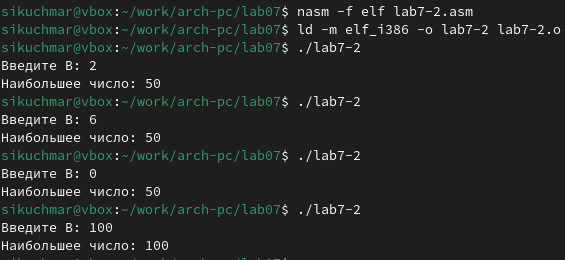 sikuchmar@vbox:~/work/arch-pc/lab07$ nasm -f elf lab7-2.asm
sikuchmar@vbox:~/work/arch-pc/lab07$ ld -m elf_i386 -o lab7-2 lab7-2.o
sikuchmar@vbox:~/work/arch-pc/lab07$ ./lab7-2
Введите B: 2
Наибольшее число: 50
sikuchmar@vbox:~/work/arch-pc/lab07$ ./lab7-2
Введите B: 6
Наибольшее число: 50
sikuchmar@vbox:~/work/arch-pc/lab07$ ./lab7-2
Введите B: 0
Наибольшее число: 50
sikuchmar@vbox:~/work/arch-pc/lab07$ ./lab7-2
Введите B: 100
Наибольшее число: 100